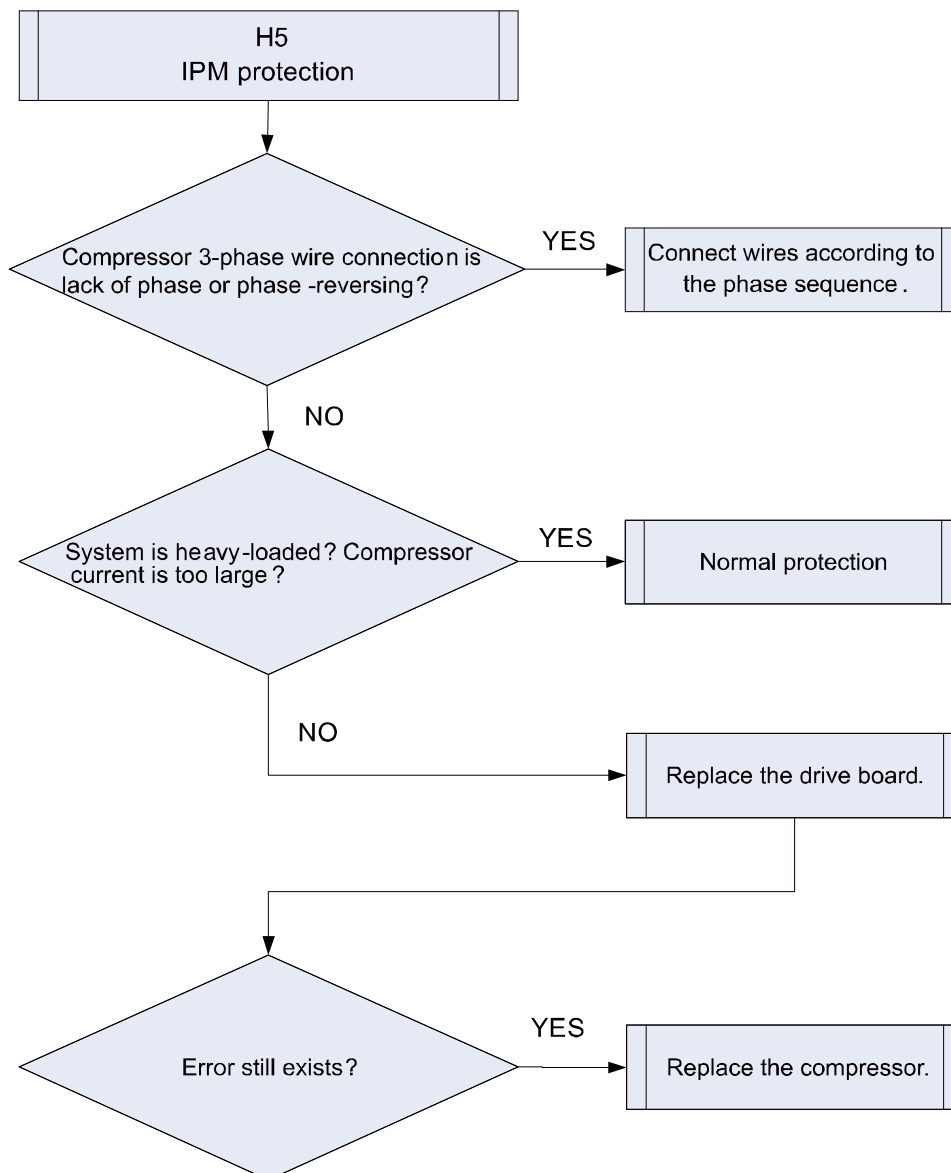 H5
IPM protection
Compressor 3-phase wire connection is
lack of phase or phase -reversing?
YES
Connect wires according to
the phase sequence.
NO
System is heavy-loaded? Compressor
current is too large?
YES
Normal protection
NO
Replace the drive board.
Error still exists?
YES
Replace the compressor.